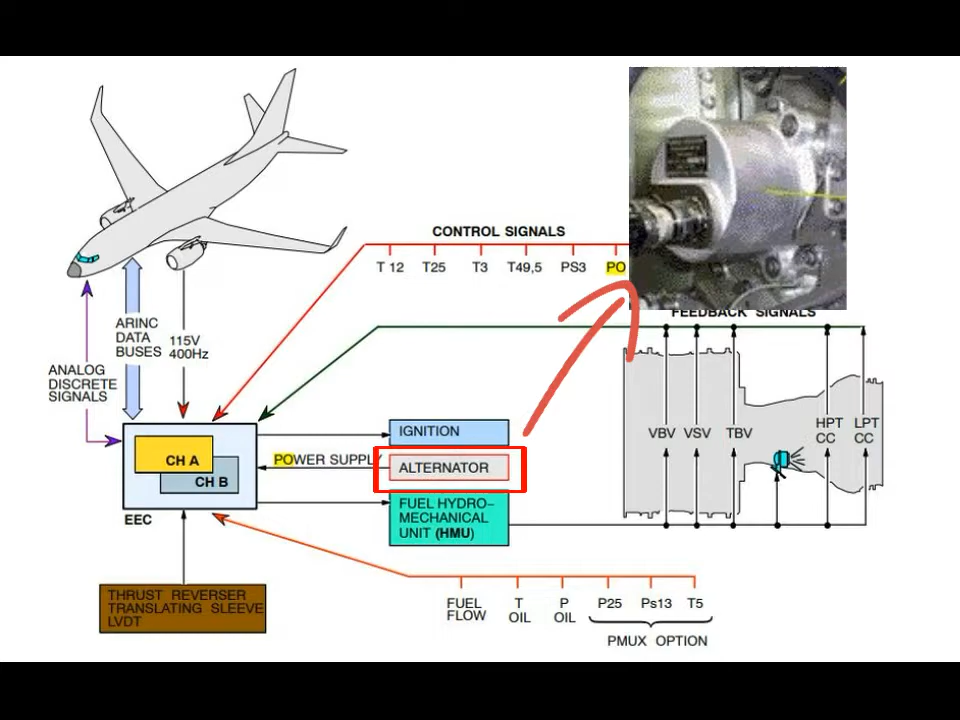 CONTROL SIGNALS
T 12 T25 T3 T49,5 PS3 PO
FEEDBACK SIGNALS
ARINC
DATA
BUSES
115V
400Hz
ANALOG
DISCRETE
SIGNALS
IGNITION
VBV VSV TBV
HPT
CC
LPT
CC
CH A
CH B
POWER SUPPLY
ALTERNATOR
EEC
FUEL HYDRO-
MECHANICAL
UNIT (HMU)
THRUST REVERSER
TRANSLATING SLEEVE
LVDT
FUEL
FLOW
T
OIL
P
OIL
P25 Ps13 T5
PMUX OPTION